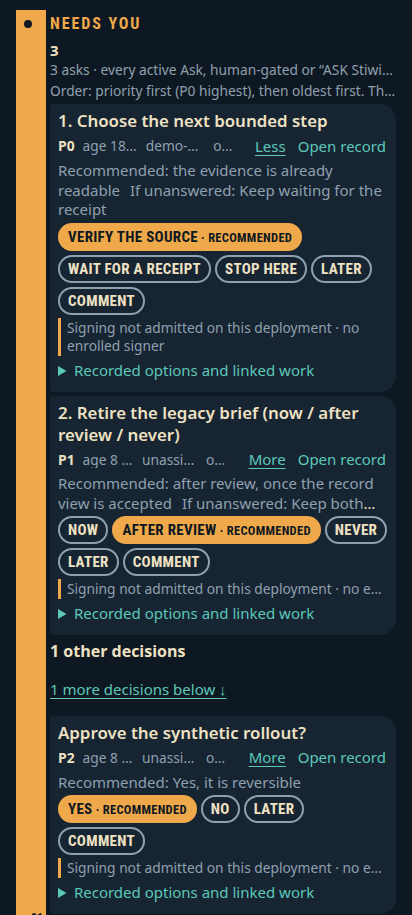 NEEDS YOU
3
3 asks · every active Ask, human-gated or “ASK Stiwi...
Order: priority first (P0 highest), then oldest first. Th...
1. Choose the next bounded step
P0 age 18... demo-... o... Less Open record
Recommended: the evidence is already
readable If unanswered: Keep waiting for the
receipt
VERIFY THE SOURCE · RECOMMENDED
WAIT FOR A RECEIPT STOP HERE LATER
COMMENT
Signing not admitted on this deployment · no
enrolled signer
▶ Recorded options and linked work
2. Retire the legacy brief (now / after
review / never)
P1 age 8 ... unassi... o... More Open record
Recommended: after review, once the record
view is accepted If unanswered: Keep both...
NOW AFTER REVIEW · RECOMMENDED NEVER
LATER COMMENT
Signing not admitted on this deployment · no e...
▶ Recorded options and linked work
1 other decisions
1 more decisions below ↓
Approve the synthetic rollout?
P2 age 8 ... unassi... o... More Open record
Recommended: Yes, it is reversible
YES · RECOMMENDED NO LATER
COMMENT
Signing not admitted on this deployment · no e...
▶ Recorded options and linked work